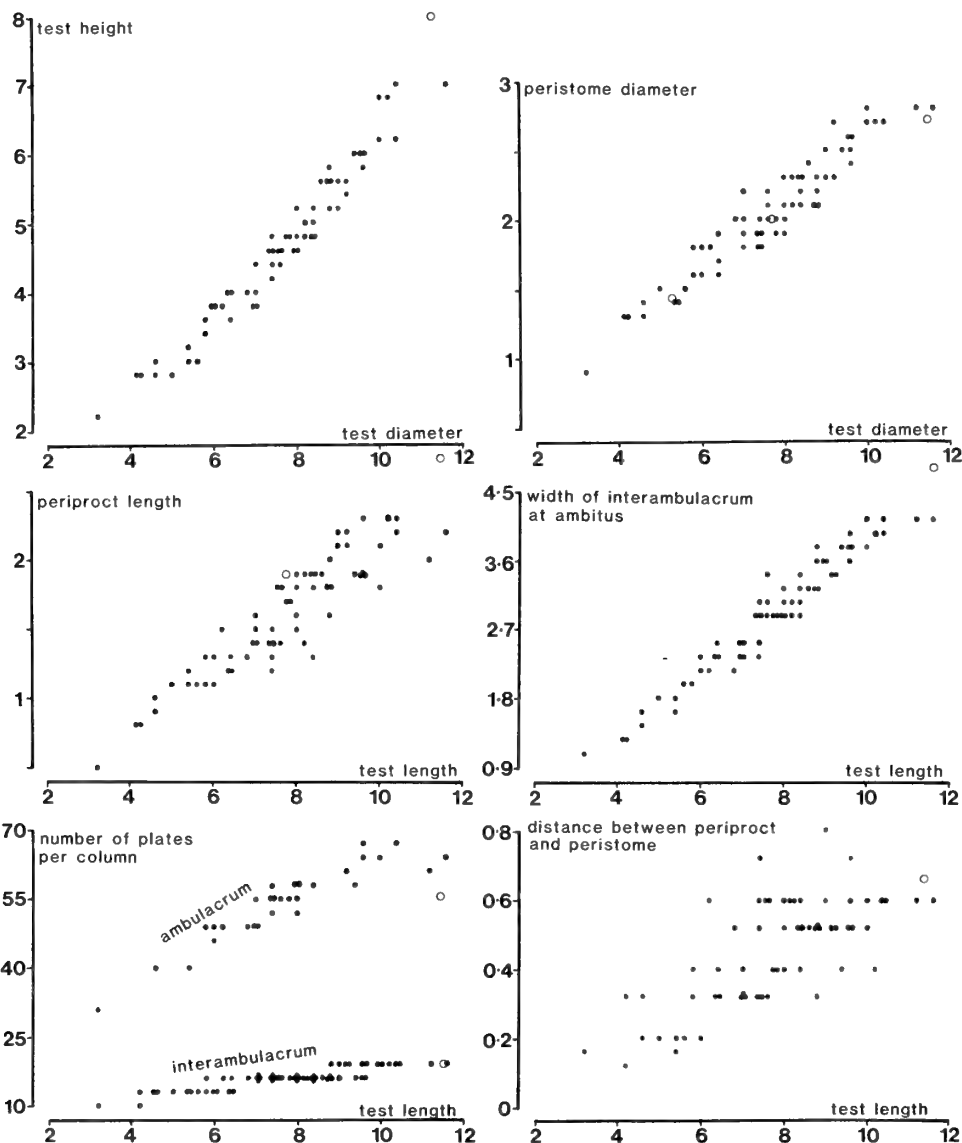 8
test height
7
6
5
4
3
2
test diameter
2 4 6 8 10 12
3
peristome diameter
2
1
test diameter
2 4 6 8 10 12
periproct length
2
1
test length
2 4 6 8 10 12
4·5
width of interambulacrum
at ambitus
3·6
2·7
1·8
0·9
test length
2 4 6 8 10 12
70
number of plates
per column
55
ambulacrum
40
25
interambulacrum
10
test length
2 4 6 8 10 12
0·8
distance between periproct
and peristome
0·6
0·4
0·2
0
test length
2 4 6 8 10 12